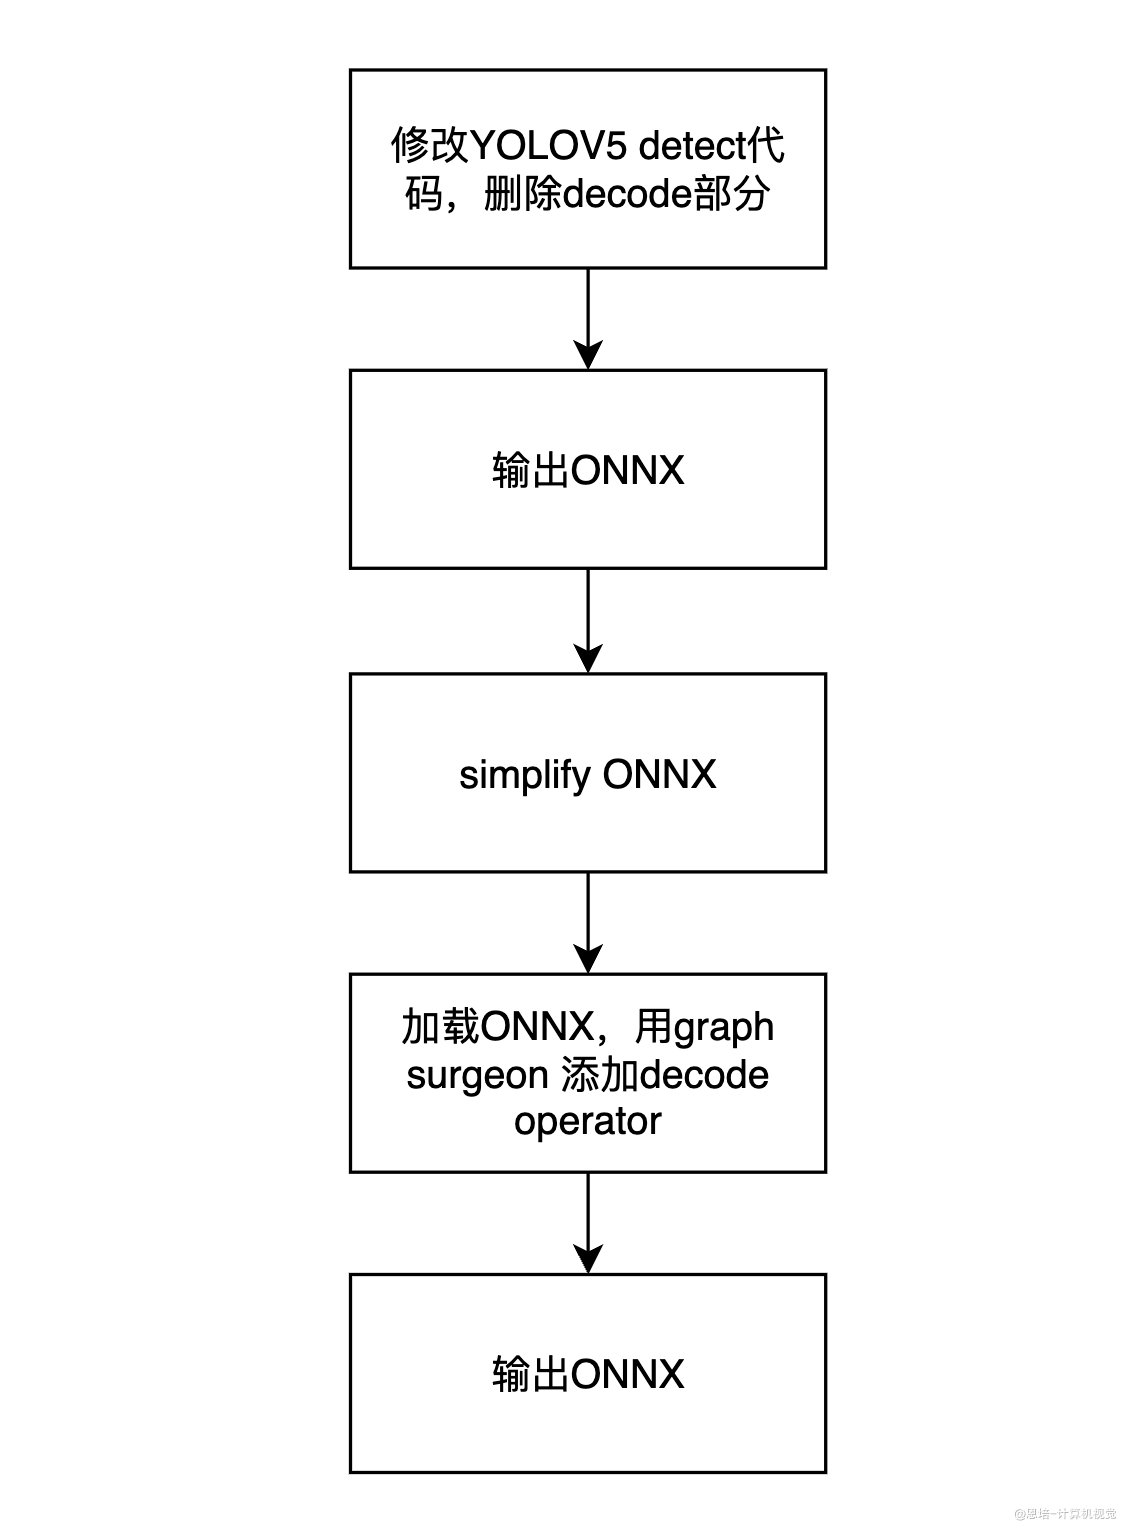 修改YOLOV5 detect代
码，删除decode部分
输出ONNX
simplify ONNX
加载ONNX，用graph
surgeon 添加decode
operator
输出ONNX
@恩培-计算机视觉